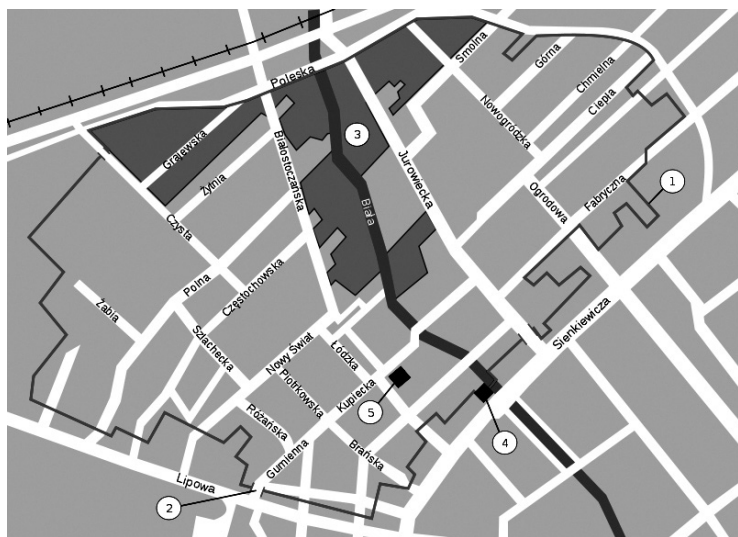 Poleska
Smolna
Górna
Chmielna
Ciepła
Nowogródzka
Grajewska
Białostoczańska
3
Jurowiecka
Żytnia
Ogrodowa
Fabryczna
1
Biała
Czysta
Polna
Częstochowska
Żabia
Sienkiewicza
Szlachecka
Nowy Świat
Łódzka
Piotrkowska
Kupiecka
5
Różańska
4
Gumienna
Brańska
Lipowa
2